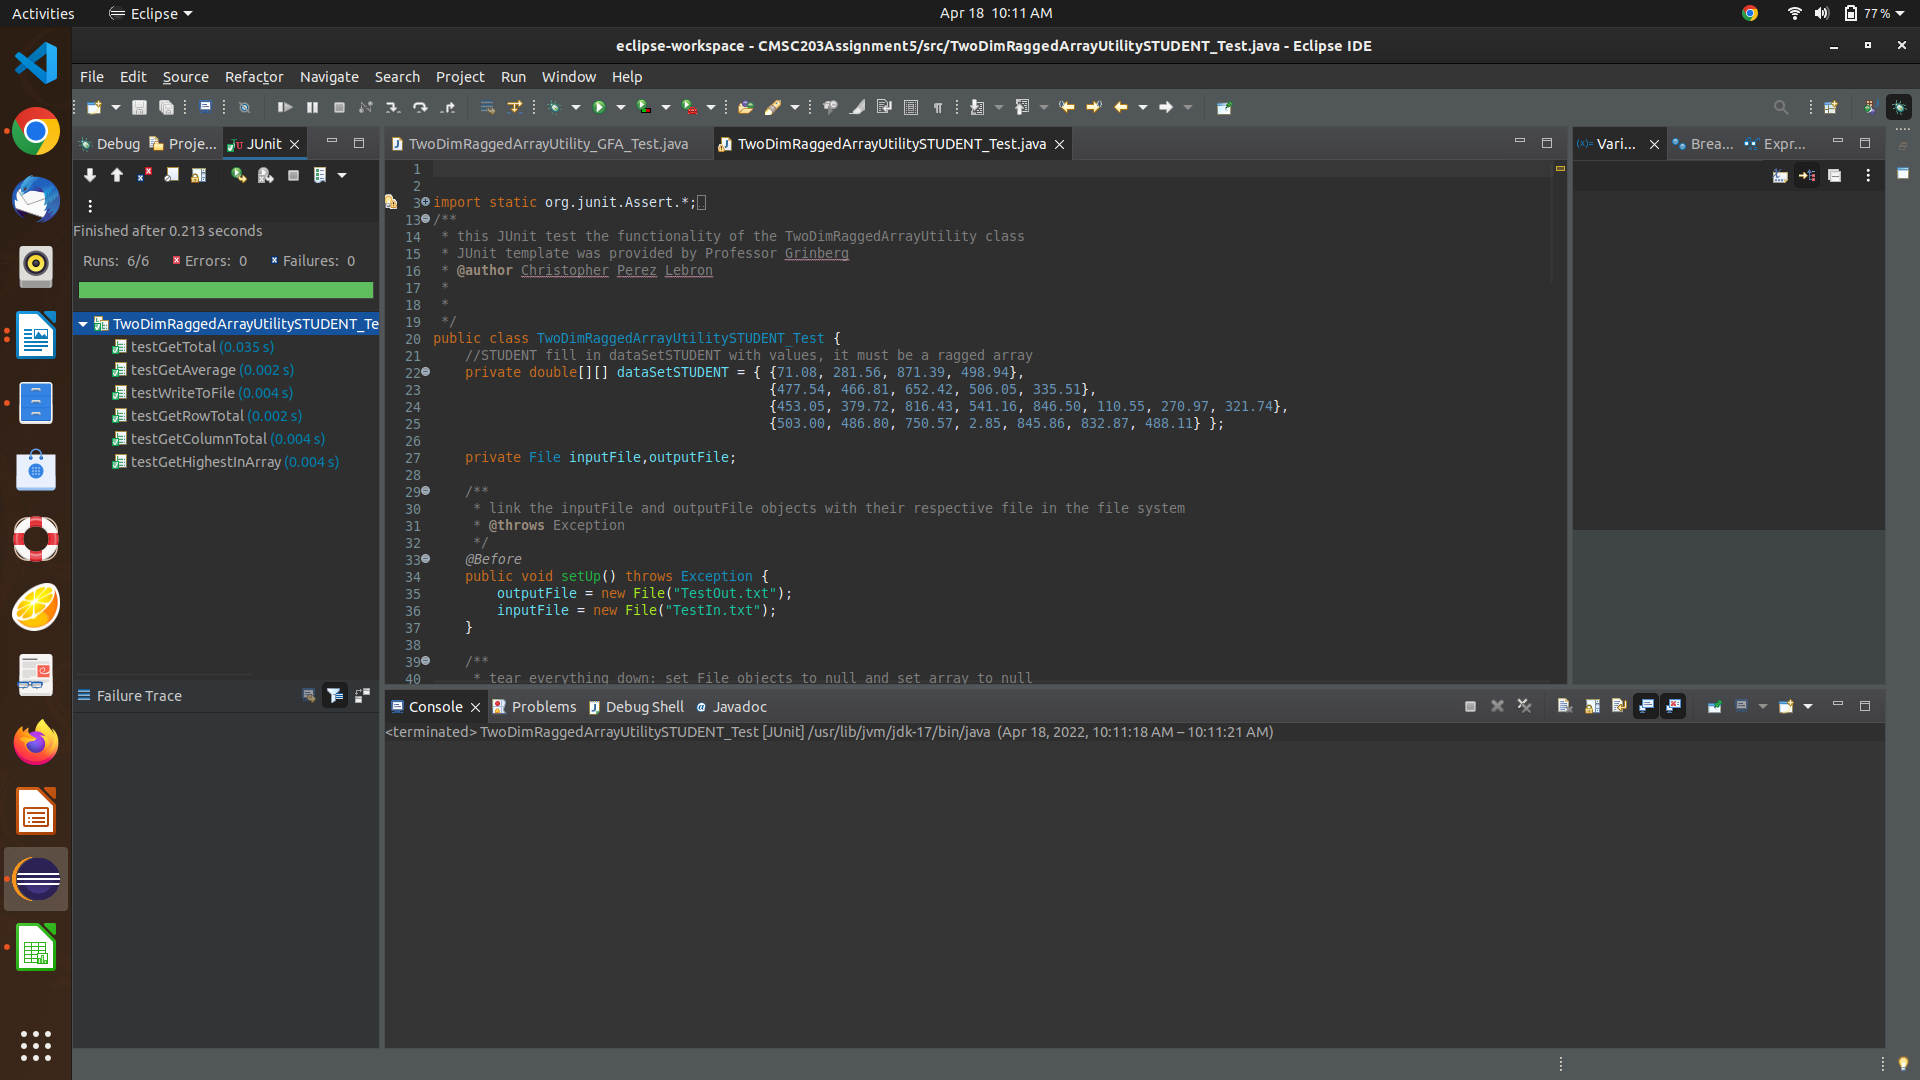 Activities Eclipse Apr 18 10:11 AM 77 %
eclipse-workspace - CMSC203Assignment5/src/TwoDimRaggedArrayUtilitySTUDENT_Test.java - Eclipse IDE
File Edit Source Refactor Navigate Search Project Run Window Help
Debug Proje... JUnit
Finished after 0.213 seconds
Runs: 6/6 Errors: 0 Failures: 0
TwoDimRaggedArrayUtilitySTUDENT_Te
testGetTotal (0.035 s)
testGetAverage (0.002 s)
testWriteToFile (0.004 s)
testGetRowTotal (0.002 s)
testGetColumnTotal (0.004 s)
testGetHighestInArray (0.004 s)
Failure Trace
TwoDimRaggedArrayUtility_GFA_Test.java TwoDimRaggedArrayUtilitySTUDENT_Test.java
1
2
3 import static org.junit.Assert.*;
13 /**
14  * this JUnit test the functionality of the TwoDimRaggedArrayUtility class
15  * JUnit template was provided by Professor Grinberg
16  * @author Christopher Perez Lebron
17  *
18  *
19  */
20 public class TwoDimRaggedArrayUtilitySTUDENT_Test {
21     //STUDENT fill in dataSetSTUDENT with values, it must be a ragged array
22     private double[][] dataSetSTUDENT = { {71.08, 281.56, 871.39, 498.94},
23                                           {477.54, 466.81, 652.42, 506.05, 335.51},
24                                           {453.05, 379.72, 816.43, 541.16, 846.50, 110.55, 270.97, 321.74},
25                                           {503.00, 486.80, 750.57, 2.85, 845.86, 832.87, 488.11} };
26
27     private File inputFile,outputFile;
28
29     /**
30      * link the inputFile and outputFile objects with their respective file in the file system
31      * @throws Exception
32      */
33     @Before
34     public void setUp() throws Exception {
35         outputFile = new File("TestOut.txt");
36         inputFile = new File("TestIn.txt");
37     }
38
39     /**
40      * tear everything down: set File objects to null and set array to null
Vari... Brea... Expr...
Console Problems Debug Shell Javadoc
<terminated> TwoDimRaggedArrayUtilitySTUDENT_Test [JUnit] /usr/lib/jvm/jdk-17/bin/java (Apr 18, 2022, 10:11:18 AM – 10:11:21 AM)